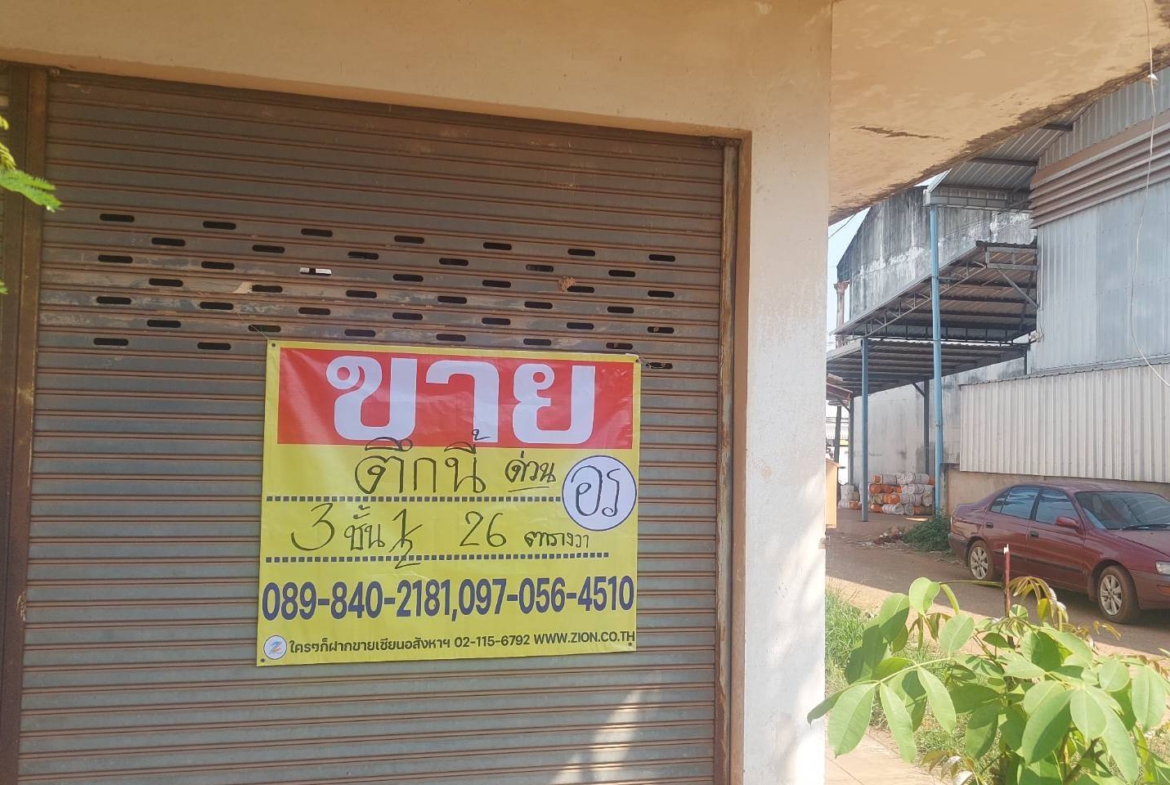 ขาย
ตึกนี้ ด่วน
อร
3 ชั้น ½ 26 ตารางวา
089-840-2181,097-056-4510
ใครๆก็ฝากขายเซียนอสังหาฯ 02-115-6792 WWW.ZION.CO.TH